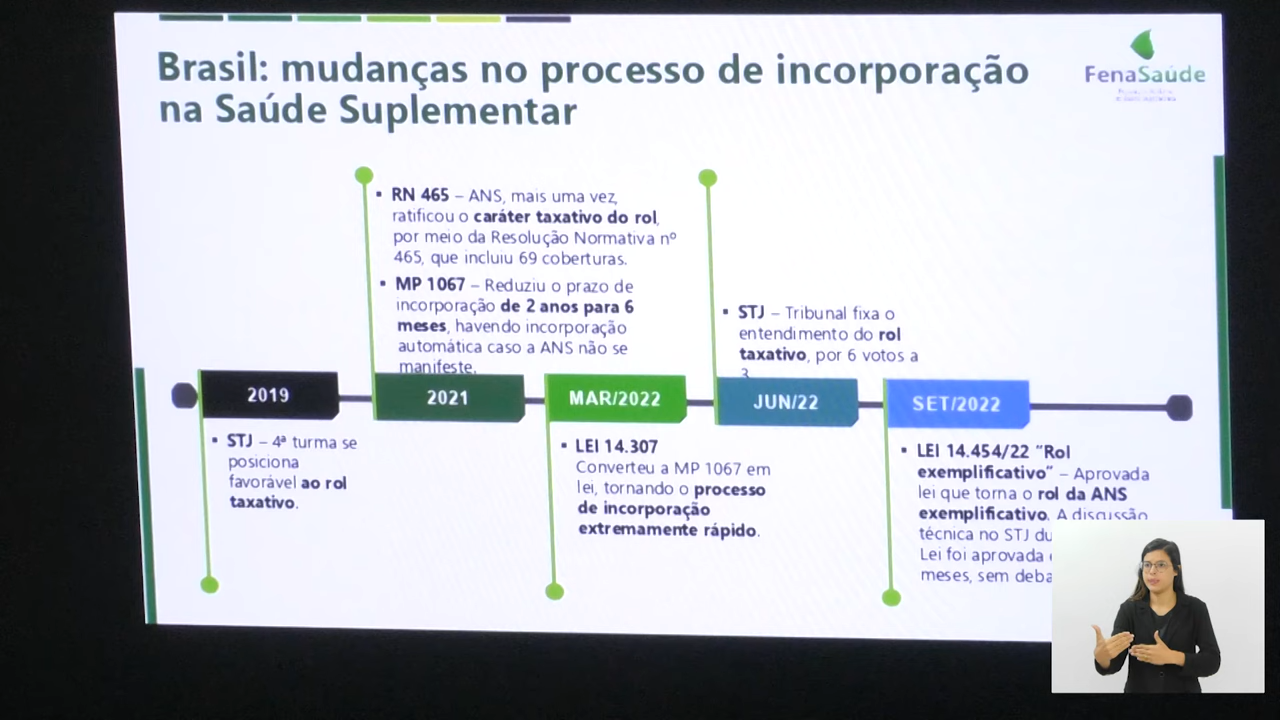 Brasil: mudanças no processo de incorporação
na Saúde Suplementar
FenaSaúde
▪ RN 465 – ANS, mais uma vez,
ratificou o caráter taxativo do rol,
por meio da Resolução Normativa nº
465, que incluiu 69 coberturas.
▪ MP 1067 – Reduziu o prazo de
incorporação de 2 anos para 6
meses, havendo incorporação
automática caso a ANS não se
manifeste.
▪ STJ – Tribunal fixa o
entendimento do rol
taxativo, por 6 votos a
3.
2019
2021
MAR/2022
JUN/22
SET/2022
▪ STJ – 4ª turma se
posiciona
favorável ao rol
taxativo.
▪ LEI 14.307
Converteu a MP 1067 em
lei, tornando o processo
de incorporação
extremamente rápido.
▪ LEI 14.454/22 “Rol
exemplificativo” – Aprovada
lei que torna o rol da ANS
exemplificativo. A discussão
técnica no STJ
Lei foi aprovada
meses, sem